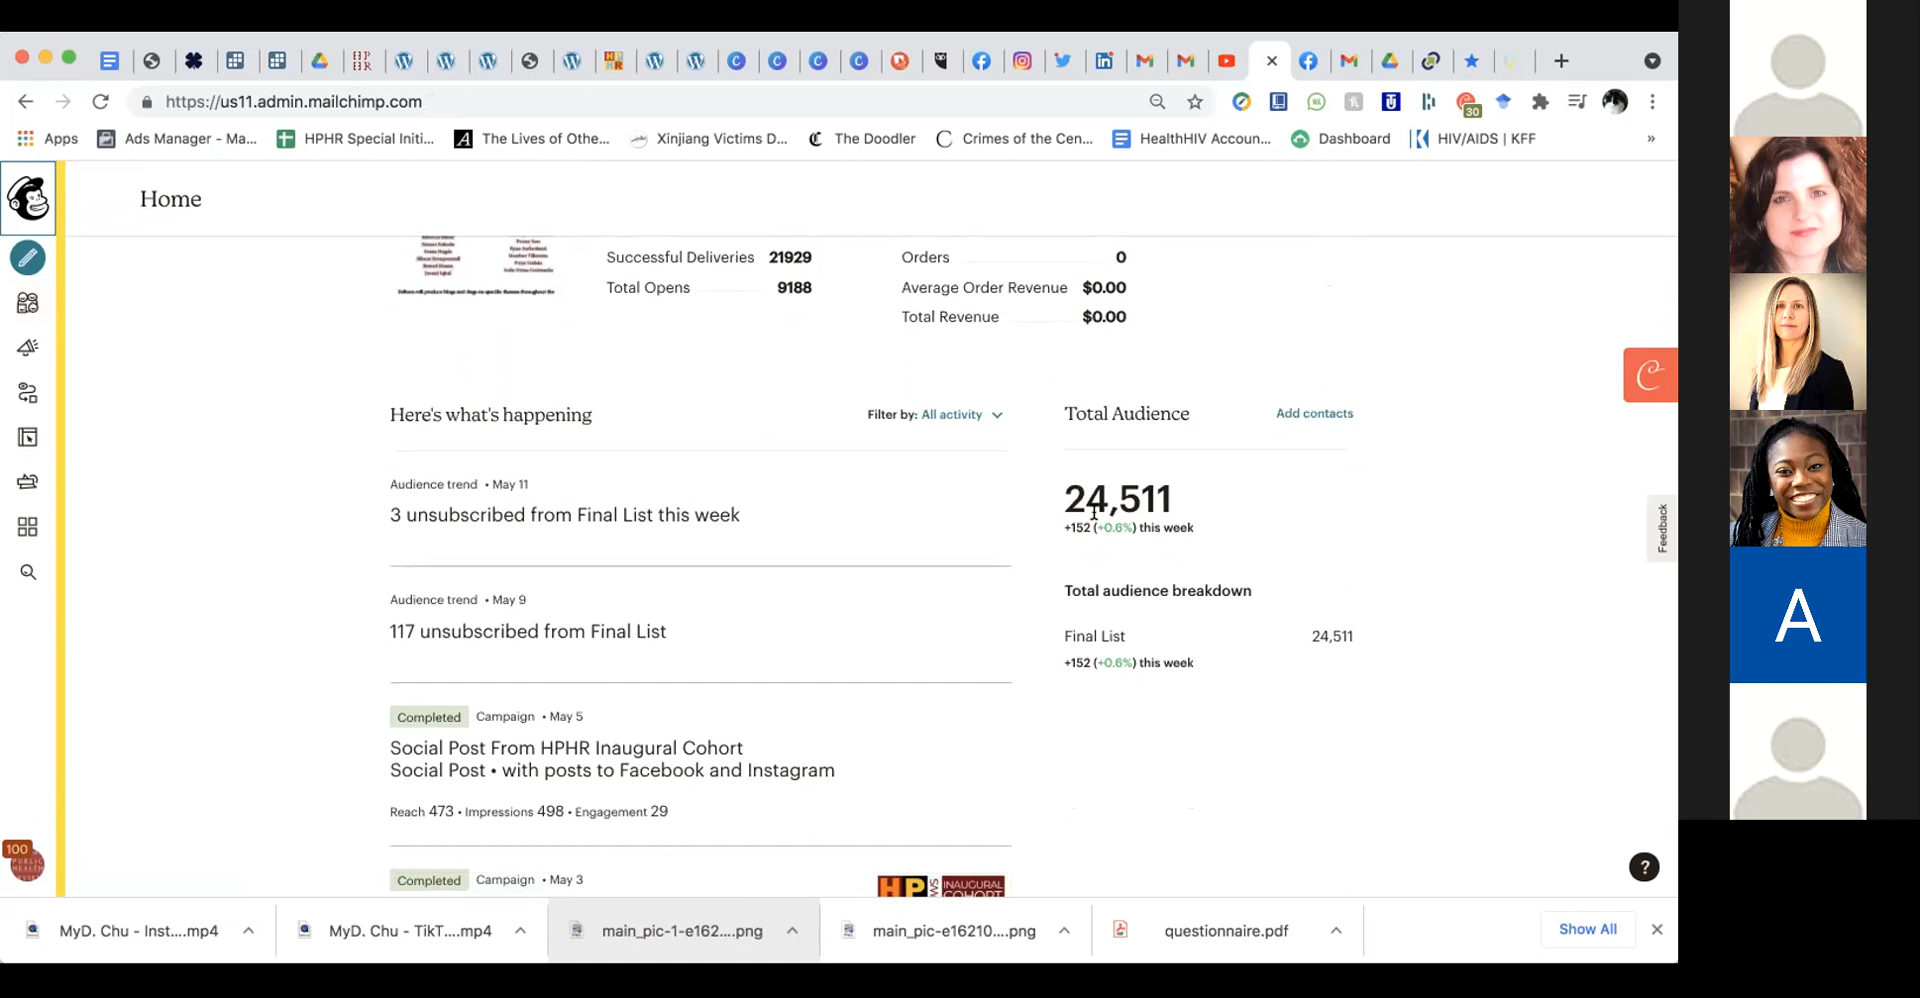 https://us11.admin.mailchimp.com
30
Apps
Ads Manager - Ma...
HPHR Special Initi...
The Lives of Othe...
Xinjiang Victims D...
The Doodler
Crimes of the Cen...
HealthHIV Accoun...
Dashboard
HIV/AIDS | KFF
»
Home
Successful Deliveries 21929
Total Opens 9188
Orders 0
Average Order Revenue $0.00
Total Revenue $0.00
Here's what's happening
Filter by: All activity
Audience trend • May 11
3 unsubscribed from Final List this week
Audience trend • May 9
117 unsubscribed from Final List
Completed Campaign • May 5
Social Post From HPHR Inaugural Cohort
Social Post • with posts to Facebook and Instagram
Reach 473 • Impressions 498 • Engagement 29
Completed Campaign • May 3
HP
INAUGURAL
COHORT
Total Audience
Add contacts
24,511
+152 (+0.6%) this week
Total audience breakdown
Final List 24,511
+152 (+0.6%) this week
Feedback
?
100
A
MyD. Chu - Inst....mp4
MyD. Chu - TikT....mp4
main_pic-1-e162....png
main_pic-e16210....png
questionnaire.pdf
Show All